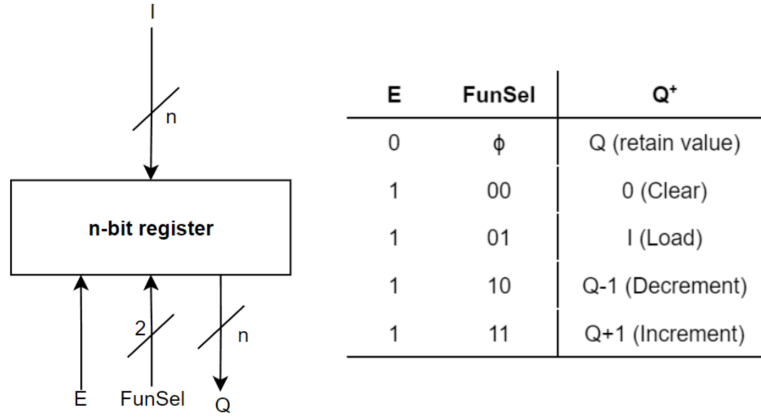 I
n
n-bit register
2
n
E
FunSel
Q
E FunSel Q⁺
0 ϕ Q (retain value)
1 00 0 (Clear)
1 01 I (Load)
1 10 Q-1 (Decrement)
1 11 Q+1 (Increment)